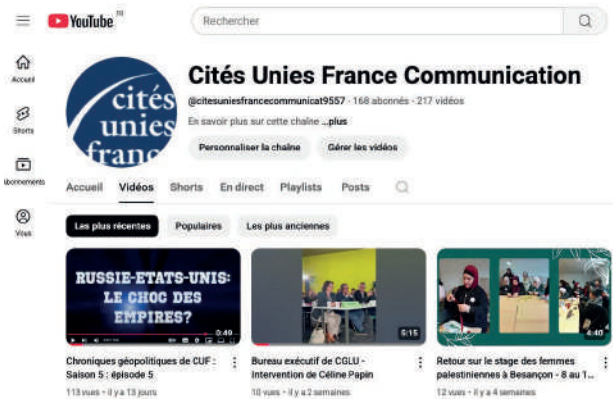 YouTube FR
Rechercher
Accueil
Shorts
Abonnements
Vous
cités
unies
franc
Cités Unies France Communication
@citesuniesfrancecommunicat9557 · 168 abonnés · 217 vidéos
En savoir plus sur cette chaîne ...plus
Personnaliser la chaîne Gérer les vidéos
Accueil Vidéos Shorts En direct Playlists Posts
Les plus récentes Populaires Les plus anciennes
RUSSIE-ETATS-UNIS:
LE CHOC DES
EMPIRES?
0:49
5:15
4:40
Chroniques géopolitiques de CUF :
Saison 5 : épisode 5
113 vues · il y a 13 jours
Bureau exécutif de CGLU -
Intervention de Céline Papin
10 vues · il y a 2 semaines
Retour sur le stage des femmes
palestiniennes à Besançon - 8 au 1...
12 vues · il y a 4 semaines